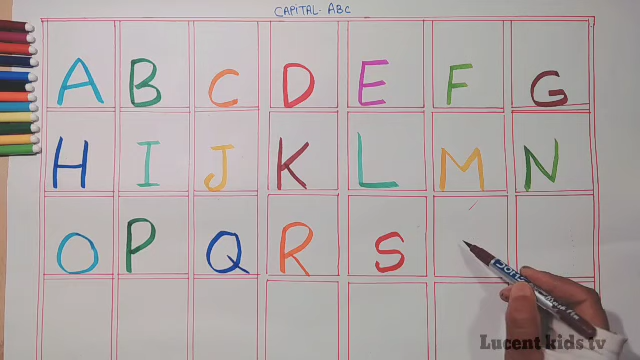 CAPITAL- ABC
A B C D E F G
H I J K L M N
O P Q R S
Lucent kids tv